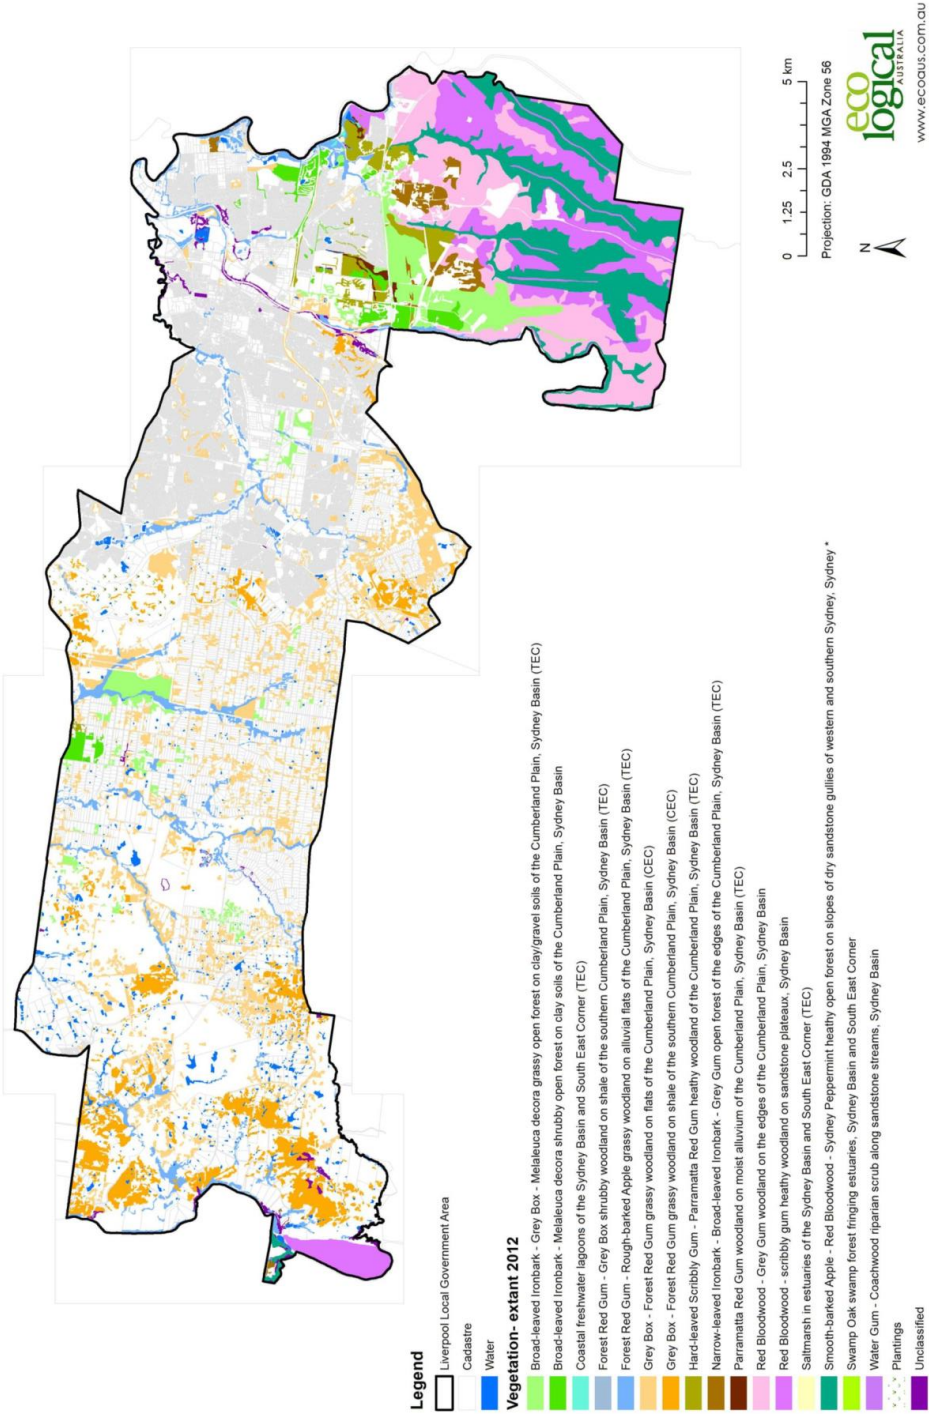 Legend
Liverpool Local Government Area
Cadastre
Water
Vegetation- extant 2012
Broad-leaved Ironbark - Grey Box - Melaleuca decora grassy open forest on clay/gravel soils of the Cumberland Plain, Sydney Basin (TEC)
Broad-leaved Ironbark - Melaleuca decora shrubby open forest on clay soils of the Cumberland Plain, Sydney Basin
Coastal freshwater lagoons of the Sydney Basin and South East Corner (TEC)
Forest Red Gum - Grey Box shrubby woodland on shale of the southern Cumberland Plain, Sydney Basin (TEC)
Forest Red Gum - Rough-barked Apple grassy woodland on alluvial flats of the Cumberland Plain, Sydney Basin (TEC)
Grey Box - Forest Red Gum grassy woodland on flats of the Cumberland Plain, Sydney Basin (CEC)
Grey Box - Forest Red Gum grassy woodland on shale of the southern Cumberland Plain, Sydney Basin (CEC)
Hard-leaved Scribbly Gum - Parramatta Red Gum heathy woodland of the Cumberland Plain, Sydney Basin (TEC)
Narrow-leaved Ironbark - Broad-leaved Ironbark - Grey Gum open forest of the edges of the Cumberland Plain, Sydney Basin (TEC)
Parramatta Red Gum woodland on moist alluvium of the Cumberland Plain, Sydney Basin (TEC)
Red Bloodwood - Grey Gum woodland on the edges of the Cumberland Plain, Sydney Basin
Red Bloodwood - scribbly gum heathy woodland on sandstone plateaux, Sydney Basin
Saltmarsh in estuaries of the Sydney Basin and South East Corner (TEC)
Smooth-barked Apple - Red Bloodwood - Sydney Peppermint heathy open forest on slopes of dry sandstone gullies of western and southern Sydney, Sydney *
Swamp Oak swamp forest fringing estuaries, Sydney Basin and South East Corner
Water Gum - Coachwood riparian scrub along sandstone streams, Sydney Basin
Plantings
Unclassified
0 1.25 2.5 5 km
Projection: GDA 1994 MGA Zone 56
N
eco
logical
AUSTRALIA
www.ecoaus.com.au